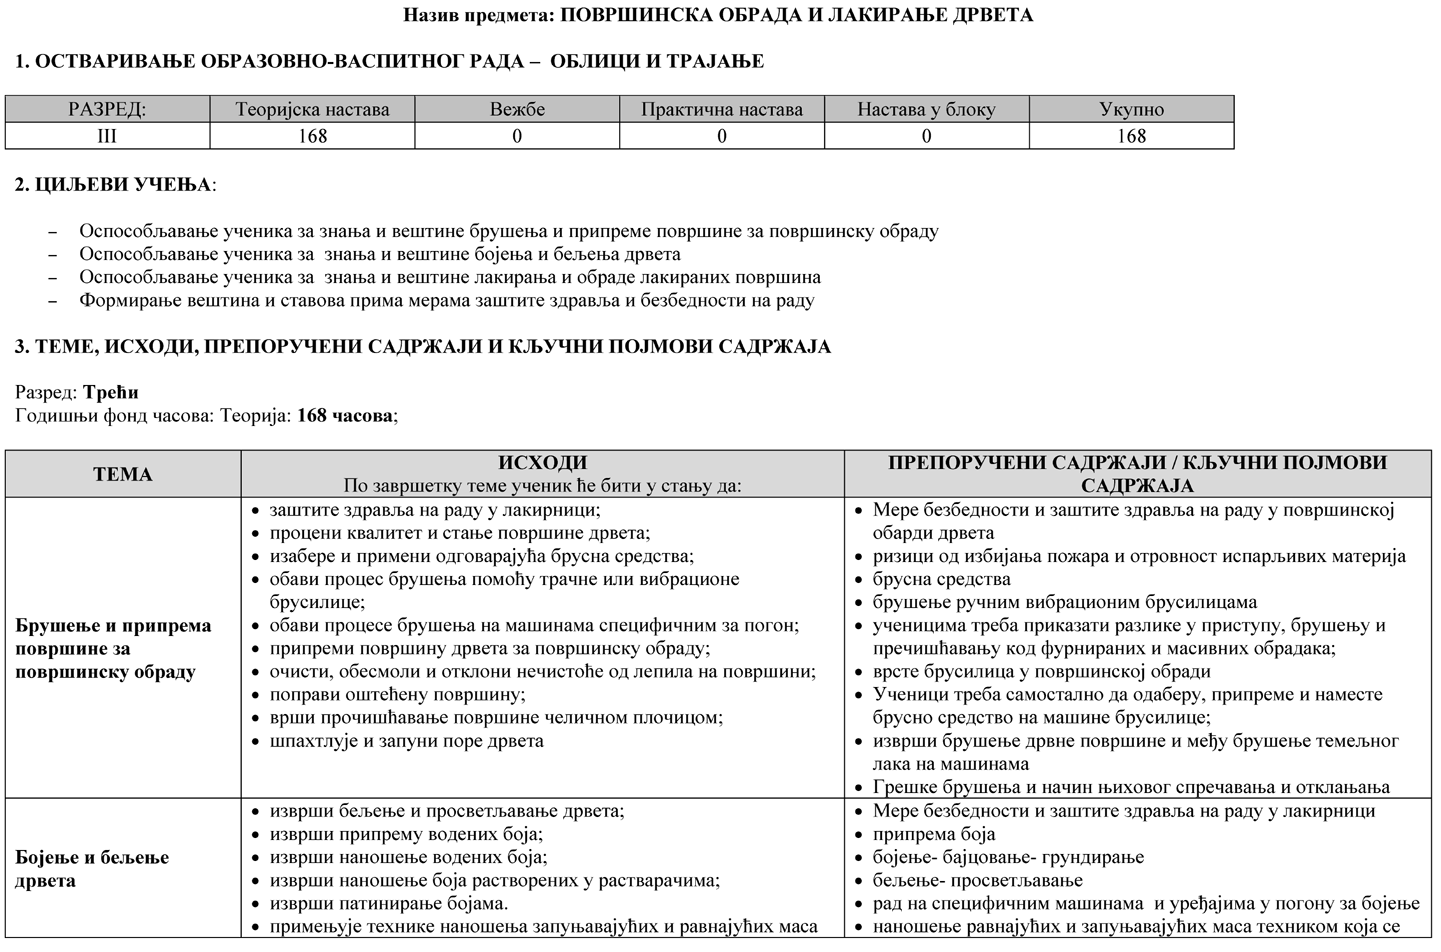 Назив предмета: ПОВРШИНСКА ОБРАДА И ЛАКИРАЊЕ ДРВЕТА
1. ОСТВАРИВАЊЕ ОБРАЗОВНО-ВАСПИТНОГ РАДА – ОБЛИЦИ И ТРАЈАЊЕ
РАЗРЕД: Теоријска настава Вежбе Практична настава Настава у блоку Укупно
III 168 0 0 0 168
2. ЦИЉЕВИ УЧЕЊА:
– Оспособљавање ученика за знања и вештине брушења и припреме површине за површинску обраду
– Оспособљавање ученика за знања и вештине бојења и бељења дрвета
– Оспособљавање ученика за знања и вештине лакирања и обраде лакираних површина
– Формирање вештина и ставова прима мерама заштите здравља и безбедности на раду
3. ТЕМЕ, ИСХОДИ, ПРЕПОРУЧЕНИ САДРЖАЈИ И КЉУЧНИ ПОЈМОВИ САДРЖАЈА
Разред: Трећи
Годишњи фонд часова: Теорија: 168 часова;
ТЕМА
ИСХОДИ
По завршетку теме ученик ће бити у стању да:
ПРЕПОРУЧЕНИ САДРЖАЈИ / КЉУЧНИ ПОЈМОВИ
САДРЖАЈА
Брушење и припрема
површине за
површинску обраду
• заштите здравља на раду у лакирници;
• процени квалитет и стање површине дрвета;
• изабере и примени одговарајућа брусна средства;
• обави процес брушења помоћу трачне или вибрационе
брусилице;
• обави процесе брушења на машинама специфичним за погон;
• припреми површину дрвета за површинску обраду;
• очисти, обесмоли и отклони нечистоће од лепила на површини;
• поправи оштећену површину;
• врши прочишћавање површине челичном плочицом;
• шпахтлује и запуни поре дрвета
• Мере безбедности и заштите здравља на раду у површинској
обарди дрвета
• ризици од избијања пожара и отровност испарљивих материја
• брусна средства
• брушење ручним вибрационим брусилицама
• ученицима треба приказати разлике у приступу, брушењу и
пречишћавању код фурнираних и масивних обрадака;
• врсте брусилица у површинској обради
• Ученици треба самостално да одаберу, припреме и наместе
брусно средство на машине брусилице;
• изврши брушење дрвне површине и међу брушење темељног
лака на машинама
• Грешке брушења и начин њиховог спречавања и отклањања
Бојење и бељење
дрвета
• изврши бељење и просветљавање дрвета;
• изврши припрему водених боја;
• изврши наношење водених боја;
• изврши наношење боја растворених у растварачима;
• изврши патинирање бојама.
• примењује технике наношења запуњавајућих и равнајућих маса
• Мере безбедности и заштите здравља на раду у лакирници
• припрема боја
• бојење- бајцовање- грундирање
• бељење- просветљавање
• рад на специфичним машинама и уређајима у погону за бојење
• наношење равнајућих и запуњавајућих маса техником која се